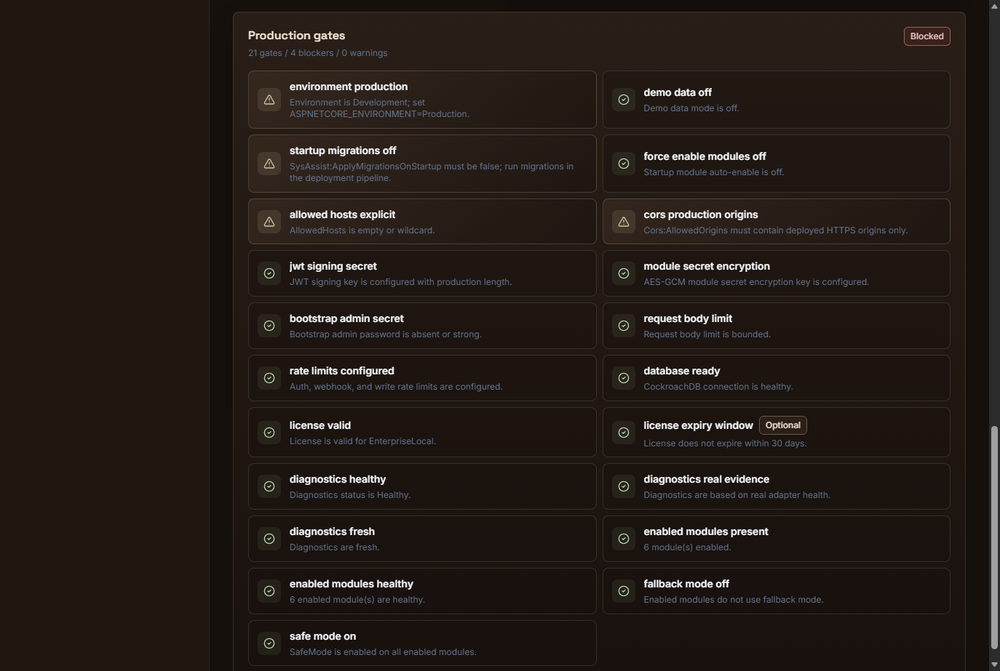 Production gates
Blocked
21 gates / 4 blockers / 0 warnings
environment production
Environment is Development; set
ASPNETCORE_ENVIRONMENT=Production.
demo data off
Demo data mode is off.
startup migrations off
SysAssist:ApplyMigrationsOnStartup must be false; run migrations in
the deployment pipeline.
force enable modules off
Startup module auto-enable is off.
allowed hosts explicit
AllowedHosts is empty or wildcard.
cors production origins
Cors:AllowedOrigins must contain deployed HTTPS origins only.
jwt signing secret
JWT signing key is configured with production length.
module secret encryption
AES-GCM module secret encryption key is configured.
bootstrap admin secret
Bootstrap admin password is absent or strong.
request body limit
Request body limit is bounded.
rate limits configured
Auth, webhook, and write rate limits are configured.
database ready
CockroachDB connection is healthy.
license valid
License is valid for EnterpriseLocal.
license expiry window Optional
License does not expire within 30 days.
diagnostics healthy
Diagnostics status is Healthy.
diagnostics real evidence
Diagnostics are based on real adapter health.
diagnostics fresh
Diagnostics are fresh.
enabled modules present
6 module(s) enabled.
enabled modules healthy
6 enabled module(s) are healthy.
fallback mode off
Enabled modules do not use fallback mode.
safe mode on
SafeMode is enabled on all enabled modules.